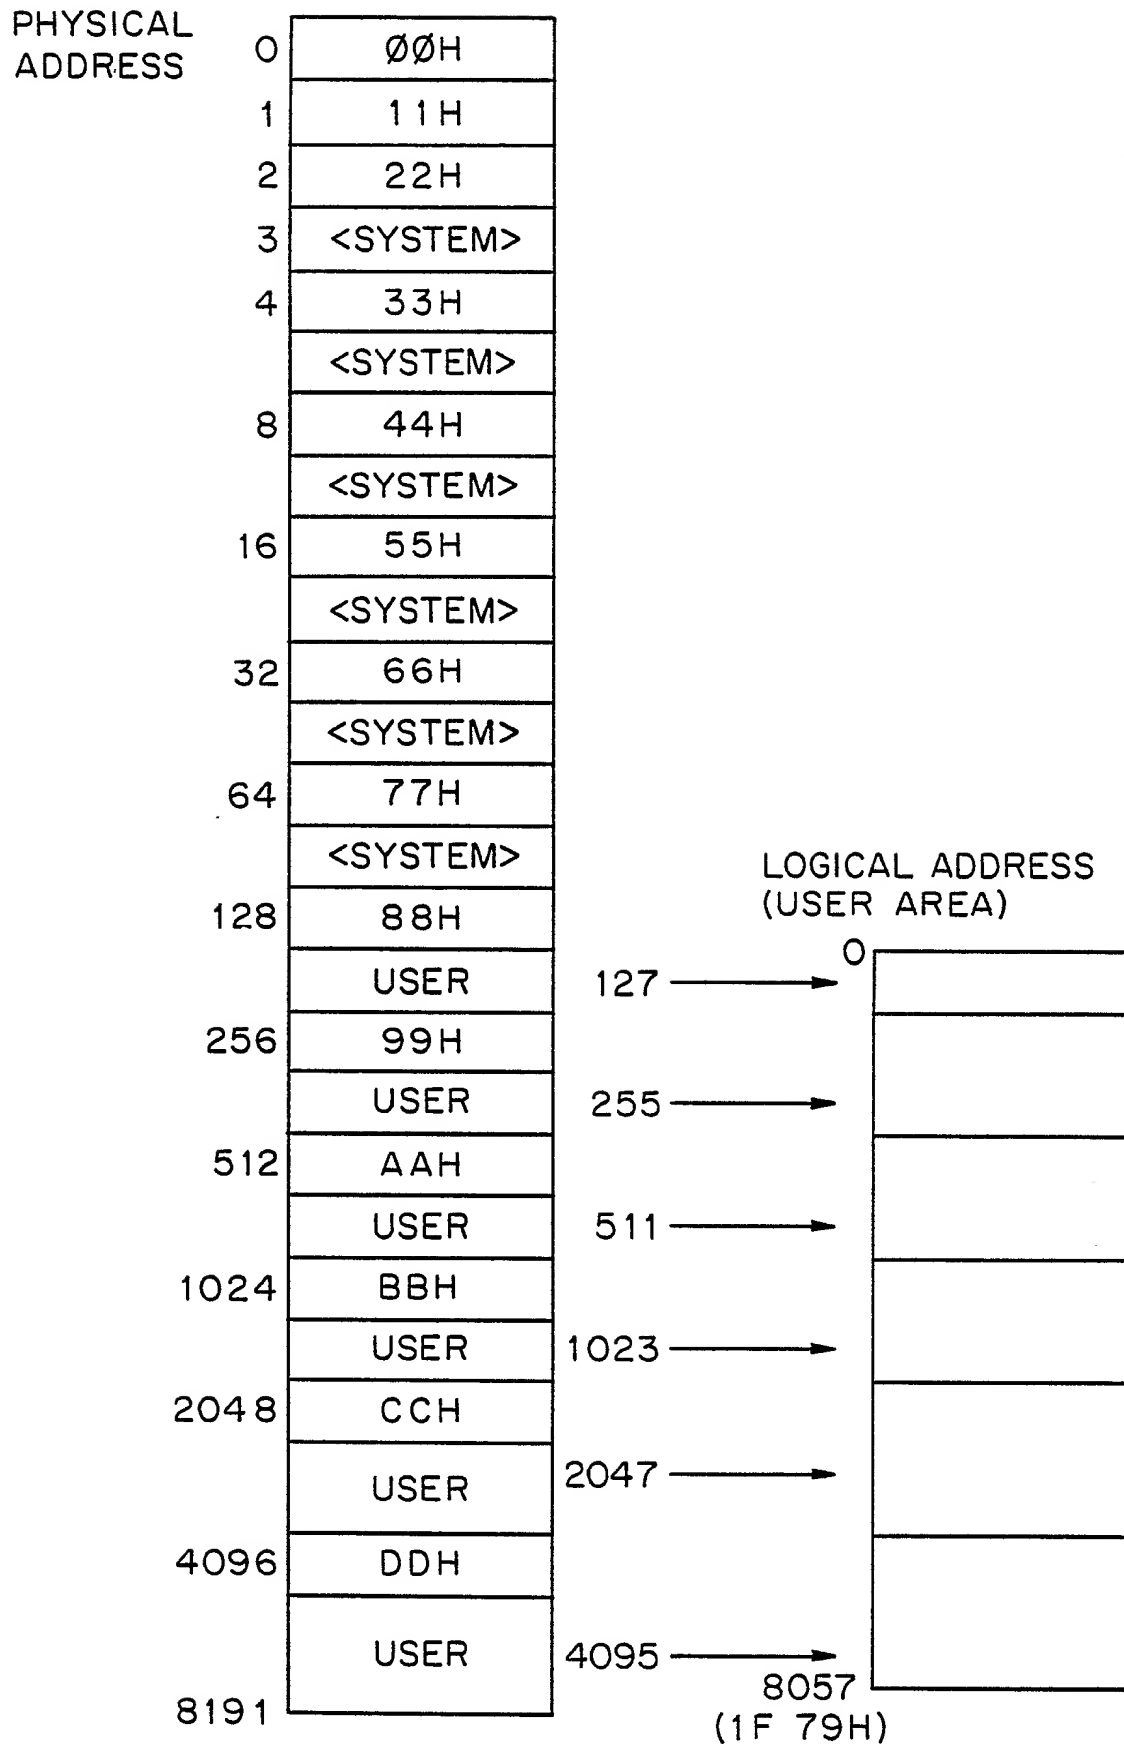 PHYSICAL
ADDRESS
0 ØØH
1 11H
2 22H
3 <SYSTEM>
4 33H
<SYSTEM>
8 44H
<SYSTEM>
16 55H
<SYSTEM>
32 66H
<SYSTEM>
64 77H
<SYSTEM>
128 88H
USER 127
256 99H
USER 255
512 AAH
USER 511
1024 BBH
USER 1023
2048 CCH
USER 2047
4096 DDH
USER 4095
8191
LOGICAL ADDRESS
(USER AREA)
0
8057
(1F 79H)